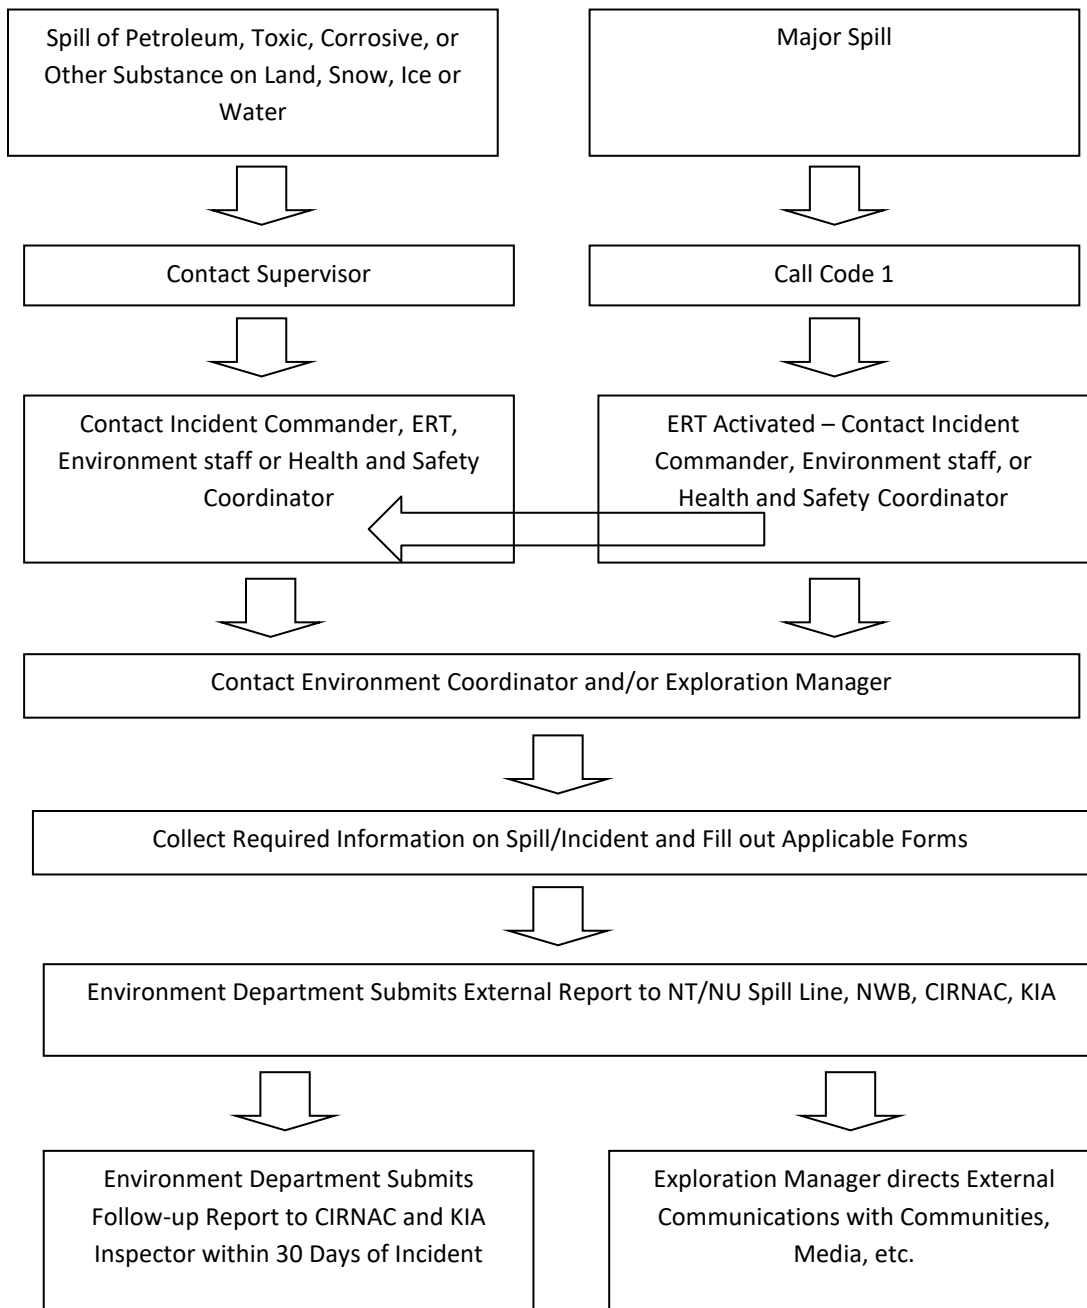 Spill of Petroleum, Toxic, Corrosive, or
Other Substance on Land, Snow, Ice or
Water
Major Spill
Contact Supervisor
Call Code 1
Contact Incident Commander, ERT,
Environment staff or Health and Safety
Coordinator
ERT Activated – Contact Incident
Commander, Environment staff, or
Health and Safety Coordinator
Contact Environment Coordinator and/or Exploration Manager
Collect Required Information on Spill/Incident and Fill out Applicable Forms
Environment Department Submits External Report to NT/NU Spill Line, NWB, CIRNAC, KIA
Environment Department Submits
Follow-up Report to CIRNAC and KIA
Inspector within 30 Days of Incident
Exploration Manager directs External
Communications with Communities,
Media, etc.